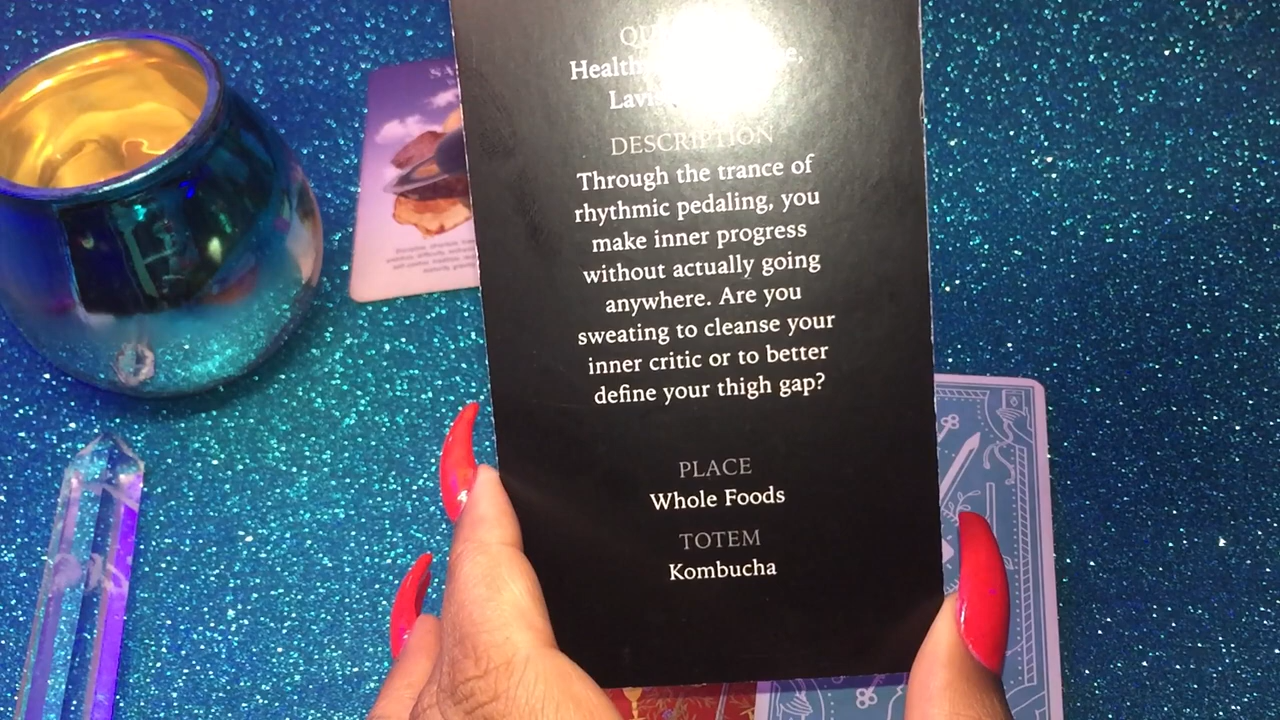 Health
DESCRIPTION
Through the trance of
rhythmic pedaling, you
make inner progress
without actually going
anywhere. Are you
sweating to cleanse your
inner critic or to better
define your thigh gap?
PLACE
Whole Foods
TOTEM
Kombucha